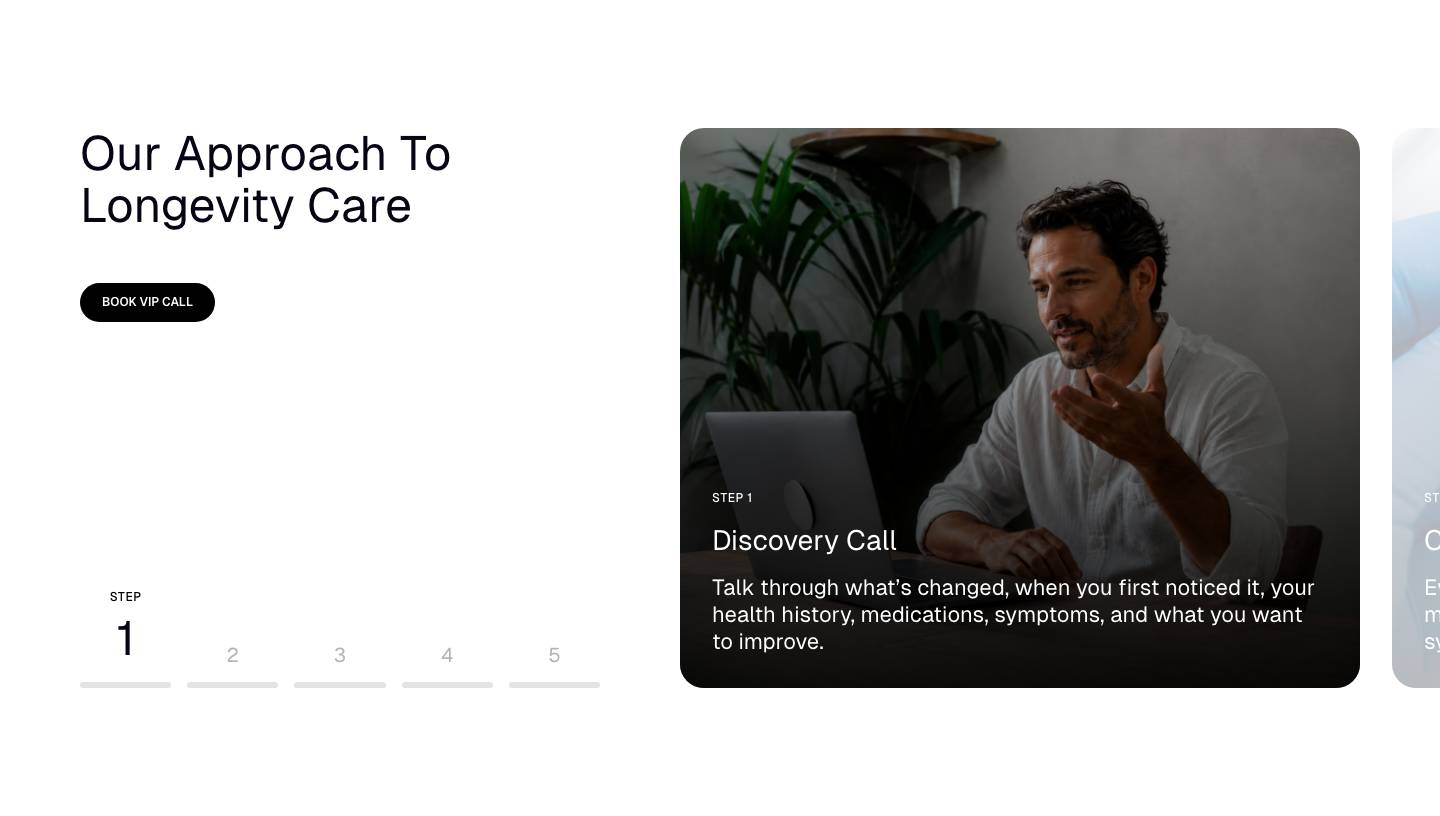 Our Approach To
Longevity Care
BOOK VIP CALL
STEP
1
2
3
4
5
STEP 1
Discovery Call
Talk through what’s changed, when you first noticed it, your
health history, medications, symptoms, and what you want
to improve.